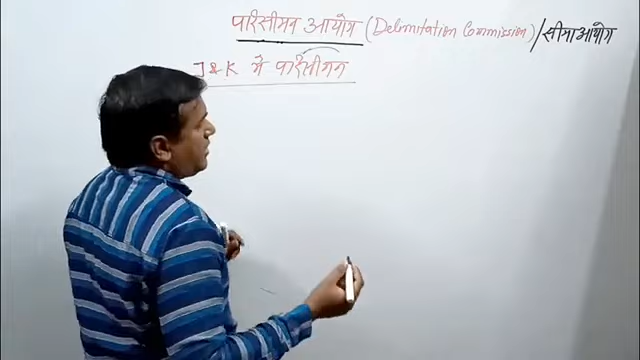 परिसीमन आयोग (Delimitation Commission) / सीमा आयोग
J & K में परिसीमन